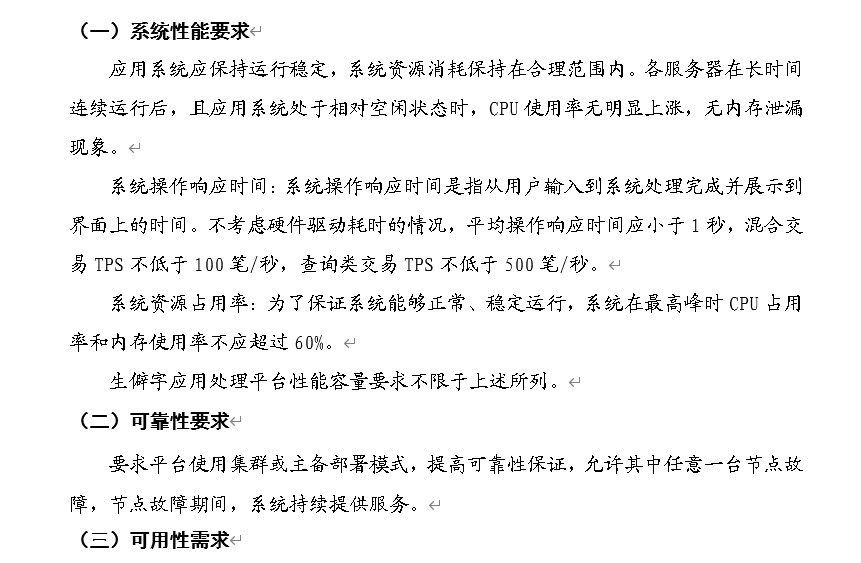 （一）系统性能要求
应用系统应保持运行稳定，系统资源消耗保持在合理范围内。各服务器在长时间
连续运行后，且应用系统处于相对空闲状态时，CPU 使用率无明显上涨，无内存泄漏
现象。
系统操作响应时间：系统操作响应时间是指从用户输入到系统处理完成并展示到
界面上的时间。不考虑硬件驱动耗时的情况，平均操作响应时间应小于 1 秒，混合交
易 TPS 不低于 100 笔/秒，查询类交易 TPS 不低于 500 笔/秒。
系统资源占用率：为了保证系统能够正常、稳定运行，系统在最高峰时 CPU 占用
率和内存使用率不应超过 60%。
生僻字应用处理平台性能容量要求不限于上述所列。
（二）可靠性要求
要求平台使用集群或主备部署模式，提高可靠性保证，允许其中任意一台节点故
障，节点故障期间，系统持续提供服务。
（三）可用性需求